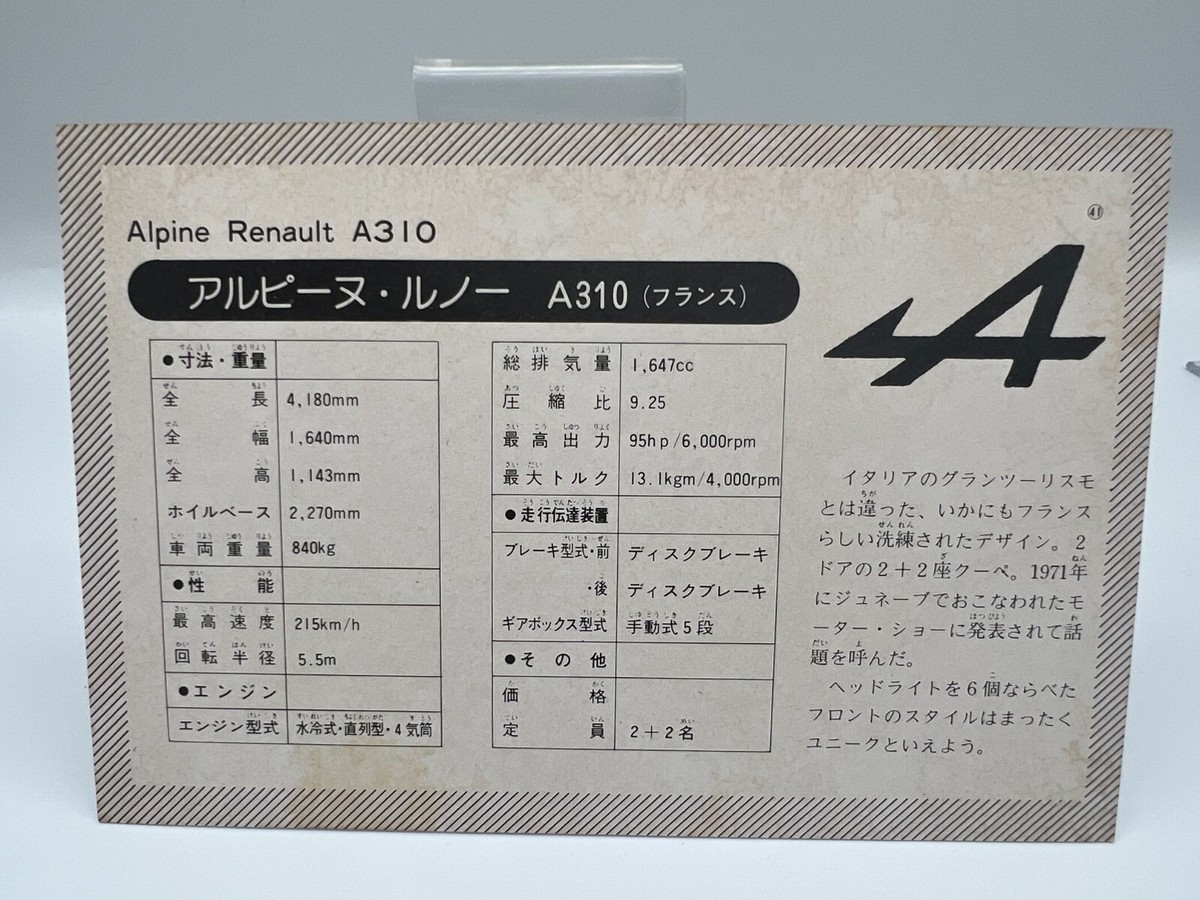 ㊶
Alpine Renault A310
アルピーヌ・ルノー A310 (フランス)
●寸法・重量
全長 4,180mm
全幅 1,640mm
全高 1,143mm
ホイルベース 2,270mm
車両重量 840kg
●性能
最高速度 215km/h
回転半径 5.5m
●エンジン
エンジン型式 水冷式・直列型・4気筒
総排気量 1,647cc
圧縮比 9.25
最高出力 95hp/6,000rpm
最大トルク 13.1kgm/4,000rpm
●走行伝達装置
ブレーキ型式・前 ディスクブレーキ
・後 ディスクブレーキ
ギアボックス型式 手動式5段
●その他
価格
定員 2+2名
イタリアのグランツーリスモ
とは違った、いかにもフランス
らしい洗練されたデザイン。2
ドアの2+2座クーペ。1971年
にジュネーブでおこなわれたモ
ーター・ショーに発表されて話
題を呼んだ。
ヘッドライトを6個ならべた
フロントのスタイルはまったく
ユニークといえよう。